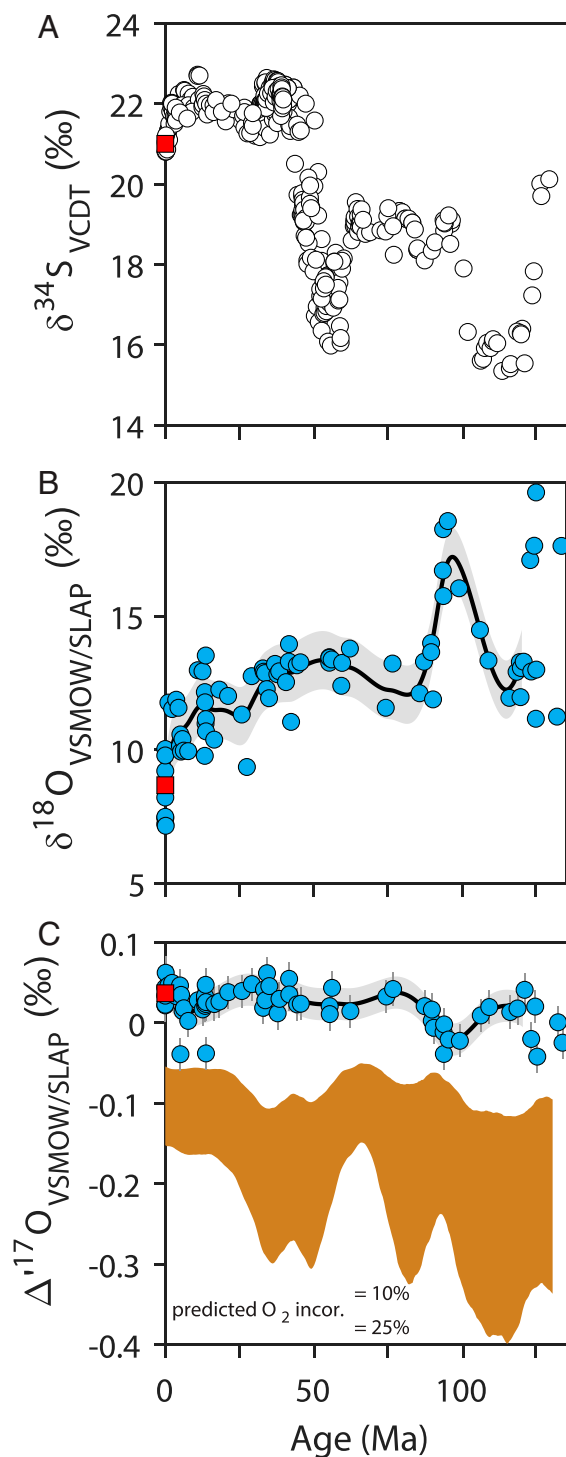 A
24
22
20
18
16
14
δ34SVCDT (‰)
B
20
15
10
5
δ18OVSMOW/SLAP (‰)
C
0.1
0
-0.1
-0.2
-0.3
-0.4
Δ'17OVSMOW/SLAP (‰)
predicted O2 incor.
= 10%
= 25%
0
50
100
Age (Ma)